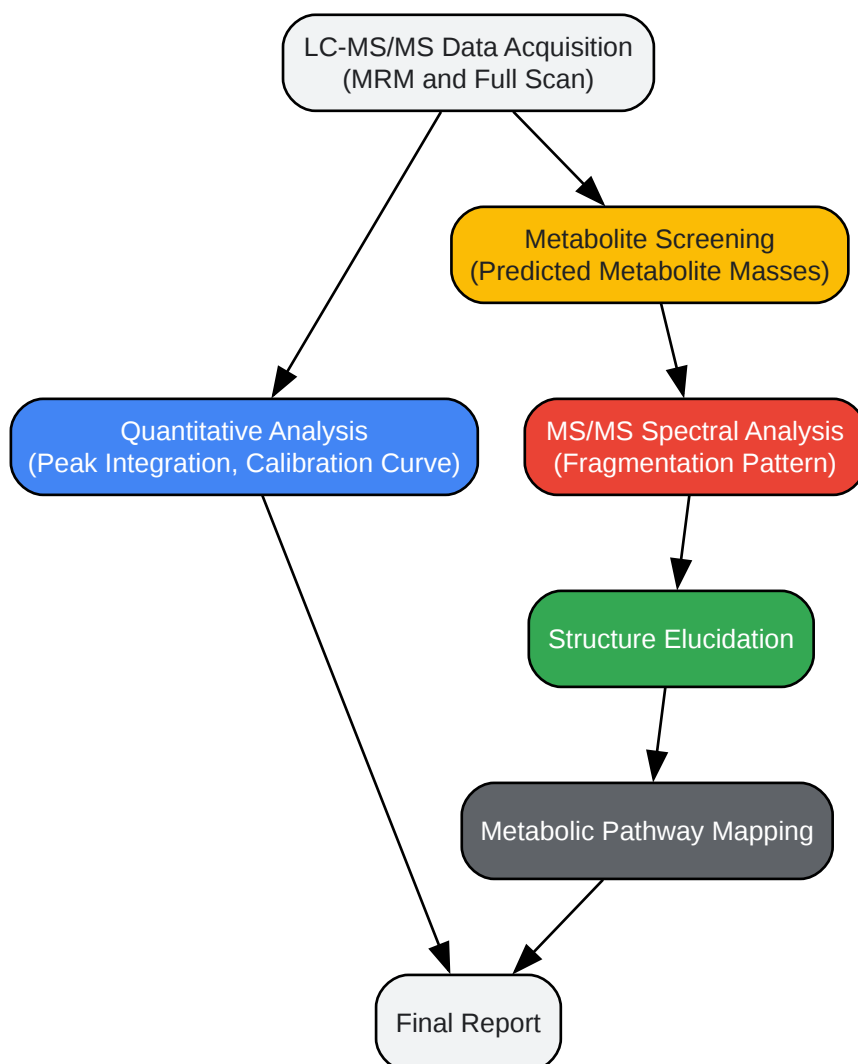 LC-MS/MS Data Acquisition
(MRM and Full Scan)
Metabolite Screening
(Predicted Metabolite Masses)
Quantitative Analysis
(Peak Integration, Calibration Curve)
MS/MS Spectral Analysis
(Fragmentation Pattern)
Structure Elucidation
Metabolic Pathway Mapping
Final Report